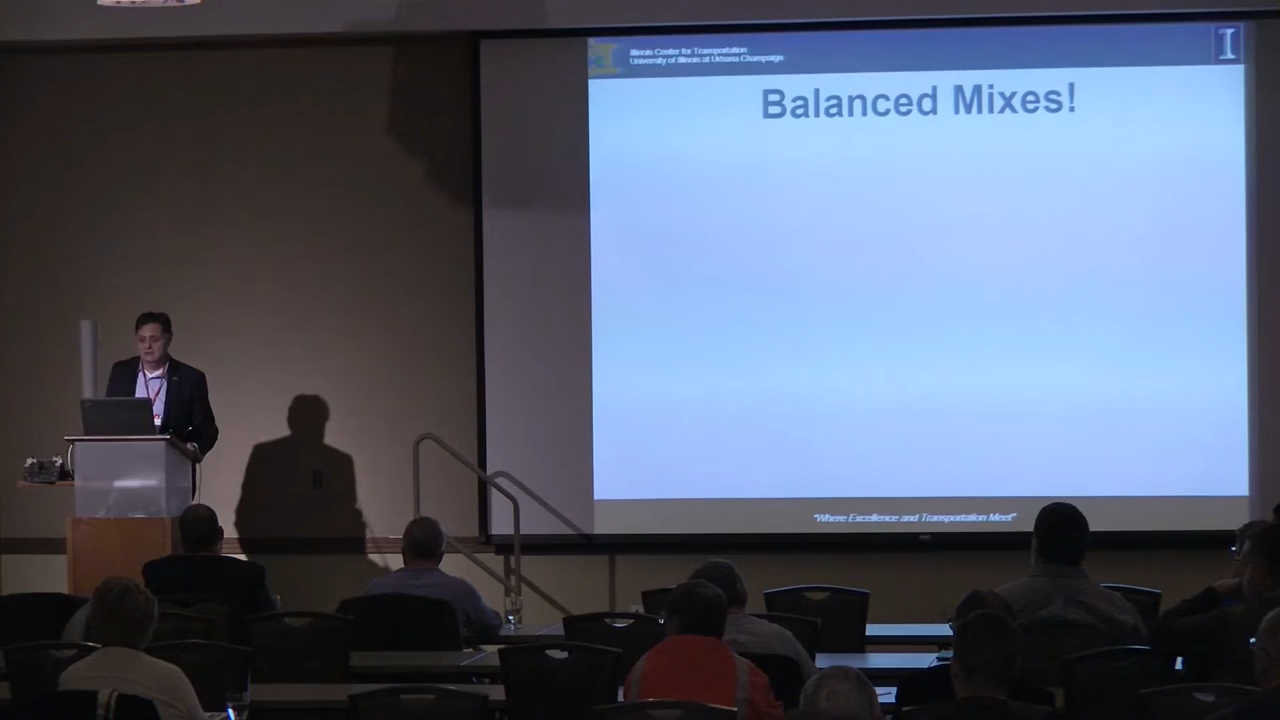 Illinois Center for Transportation
University of Illinois at Urbana Champaign
I
Balanced Mixes!
"Where Excellence and Transportation Meet"